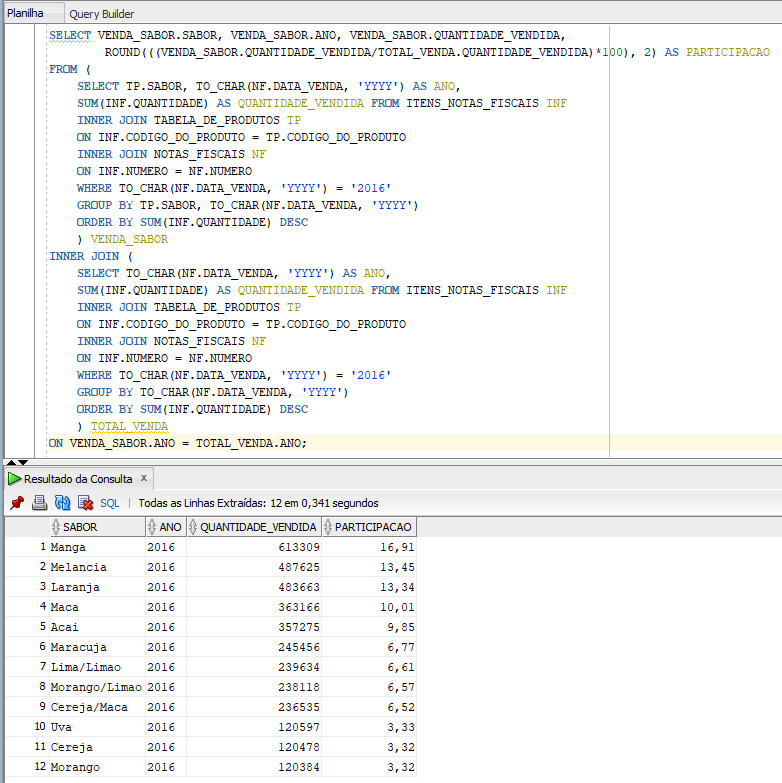 Planilha Query Builder
SELECT VENDA_SABOR.SABOR, VENDA_SABOR.ANO, VENDA_SABOR.QUANTIDADE_VENDIDA,
ROUND(((VENDA_SABOR.QUANTIDADE_VENDIDA/TOTAL_VENDA.QUANTIDADE_VENDIDA)*100), 2) AS PARTICIPACAO
FROM (
SELECT TP.SABOR, TO_CHAR(NF.DATA_VENDA, 'YYYY') AS ANO,
SUM(INF.QUANTIDADE) AS QUANTIDADE_VENDIDA FROM ITENS_NOTAS_FISCAIS INF
INNER JOIN TABELA_DE_PRODUTOS TP
ON INF.CODIGO_DO_PRODUTO = TP.CODIGO_DO_PRODUTO
INNER JOIN NOTAS_FISCAIS NF
ON INF.NUMERO = NF.NUMERO
WHERE TO_CHAR(NF.DATA_VENDA, 'YYYY') = '2016'
GROUP BY TP.SABOR, TO_CHAR(NF.DATA_VENDA, 'YYYY')
ORDER BY SUM(INF.QUANTIDADE) DESC
) VENDA_SABOR
INNER JOIN (
SELECT TO_CHAR(NF.DATA_VENDA, 'YYYY') AS ANO,
SUM(INF.QUANTIDADE) AS QUANTIDADE_VENDIDA FROM ITENS_NOTAS_FISCAIS INF
INNER JOIN TABELA_DE_PRODUTOS TP
ON INF.CODIGO_DO_PRODUTO = TP.CODIGO_DO_PRODUTO
INNER JOIN NOTAS_FISCAIS NF
ON INF.NUMERO = NF.NUMERO
WHERE TO_CHAR(NF.DATA_VENDA, 'YYYY') = '2016'
GROUP BY TO_CHAR(NF.DATA_VENDA, 'YYYY')
ORDER BY SUM(INF.QUANTIDADE) DESC
) TOTAL_VENDA
ON VENDA_SABOR.ANO = TOTAL_VENDA.ANO;
Resultado da Consulta x
SQL | Todas as Linhas Extraídas: 12 em 0,341 segundos
SABOR ANO QUANTIDADE_VENDIDA PARTICIPACAO
1 Manga 2016 613309 16,91
2 Melancia 2016 487625 13,45
3 Laranja 2016 483663 13,34
4 Maca 2016 363166 10,01
5 Acai 2016 357275 9,85
6 Maracuja 2016 245456 6,77
7 Lima/Limao 2016 239634 6,61
8 Morango/Limao 2016 238118 6,57
9 Cereja/Maca 2016 236535 6,52
10 Uva 2016 120597 3,33
11 Cereja 2016 120478 3,32
12 Morango 2016 120384 3,32